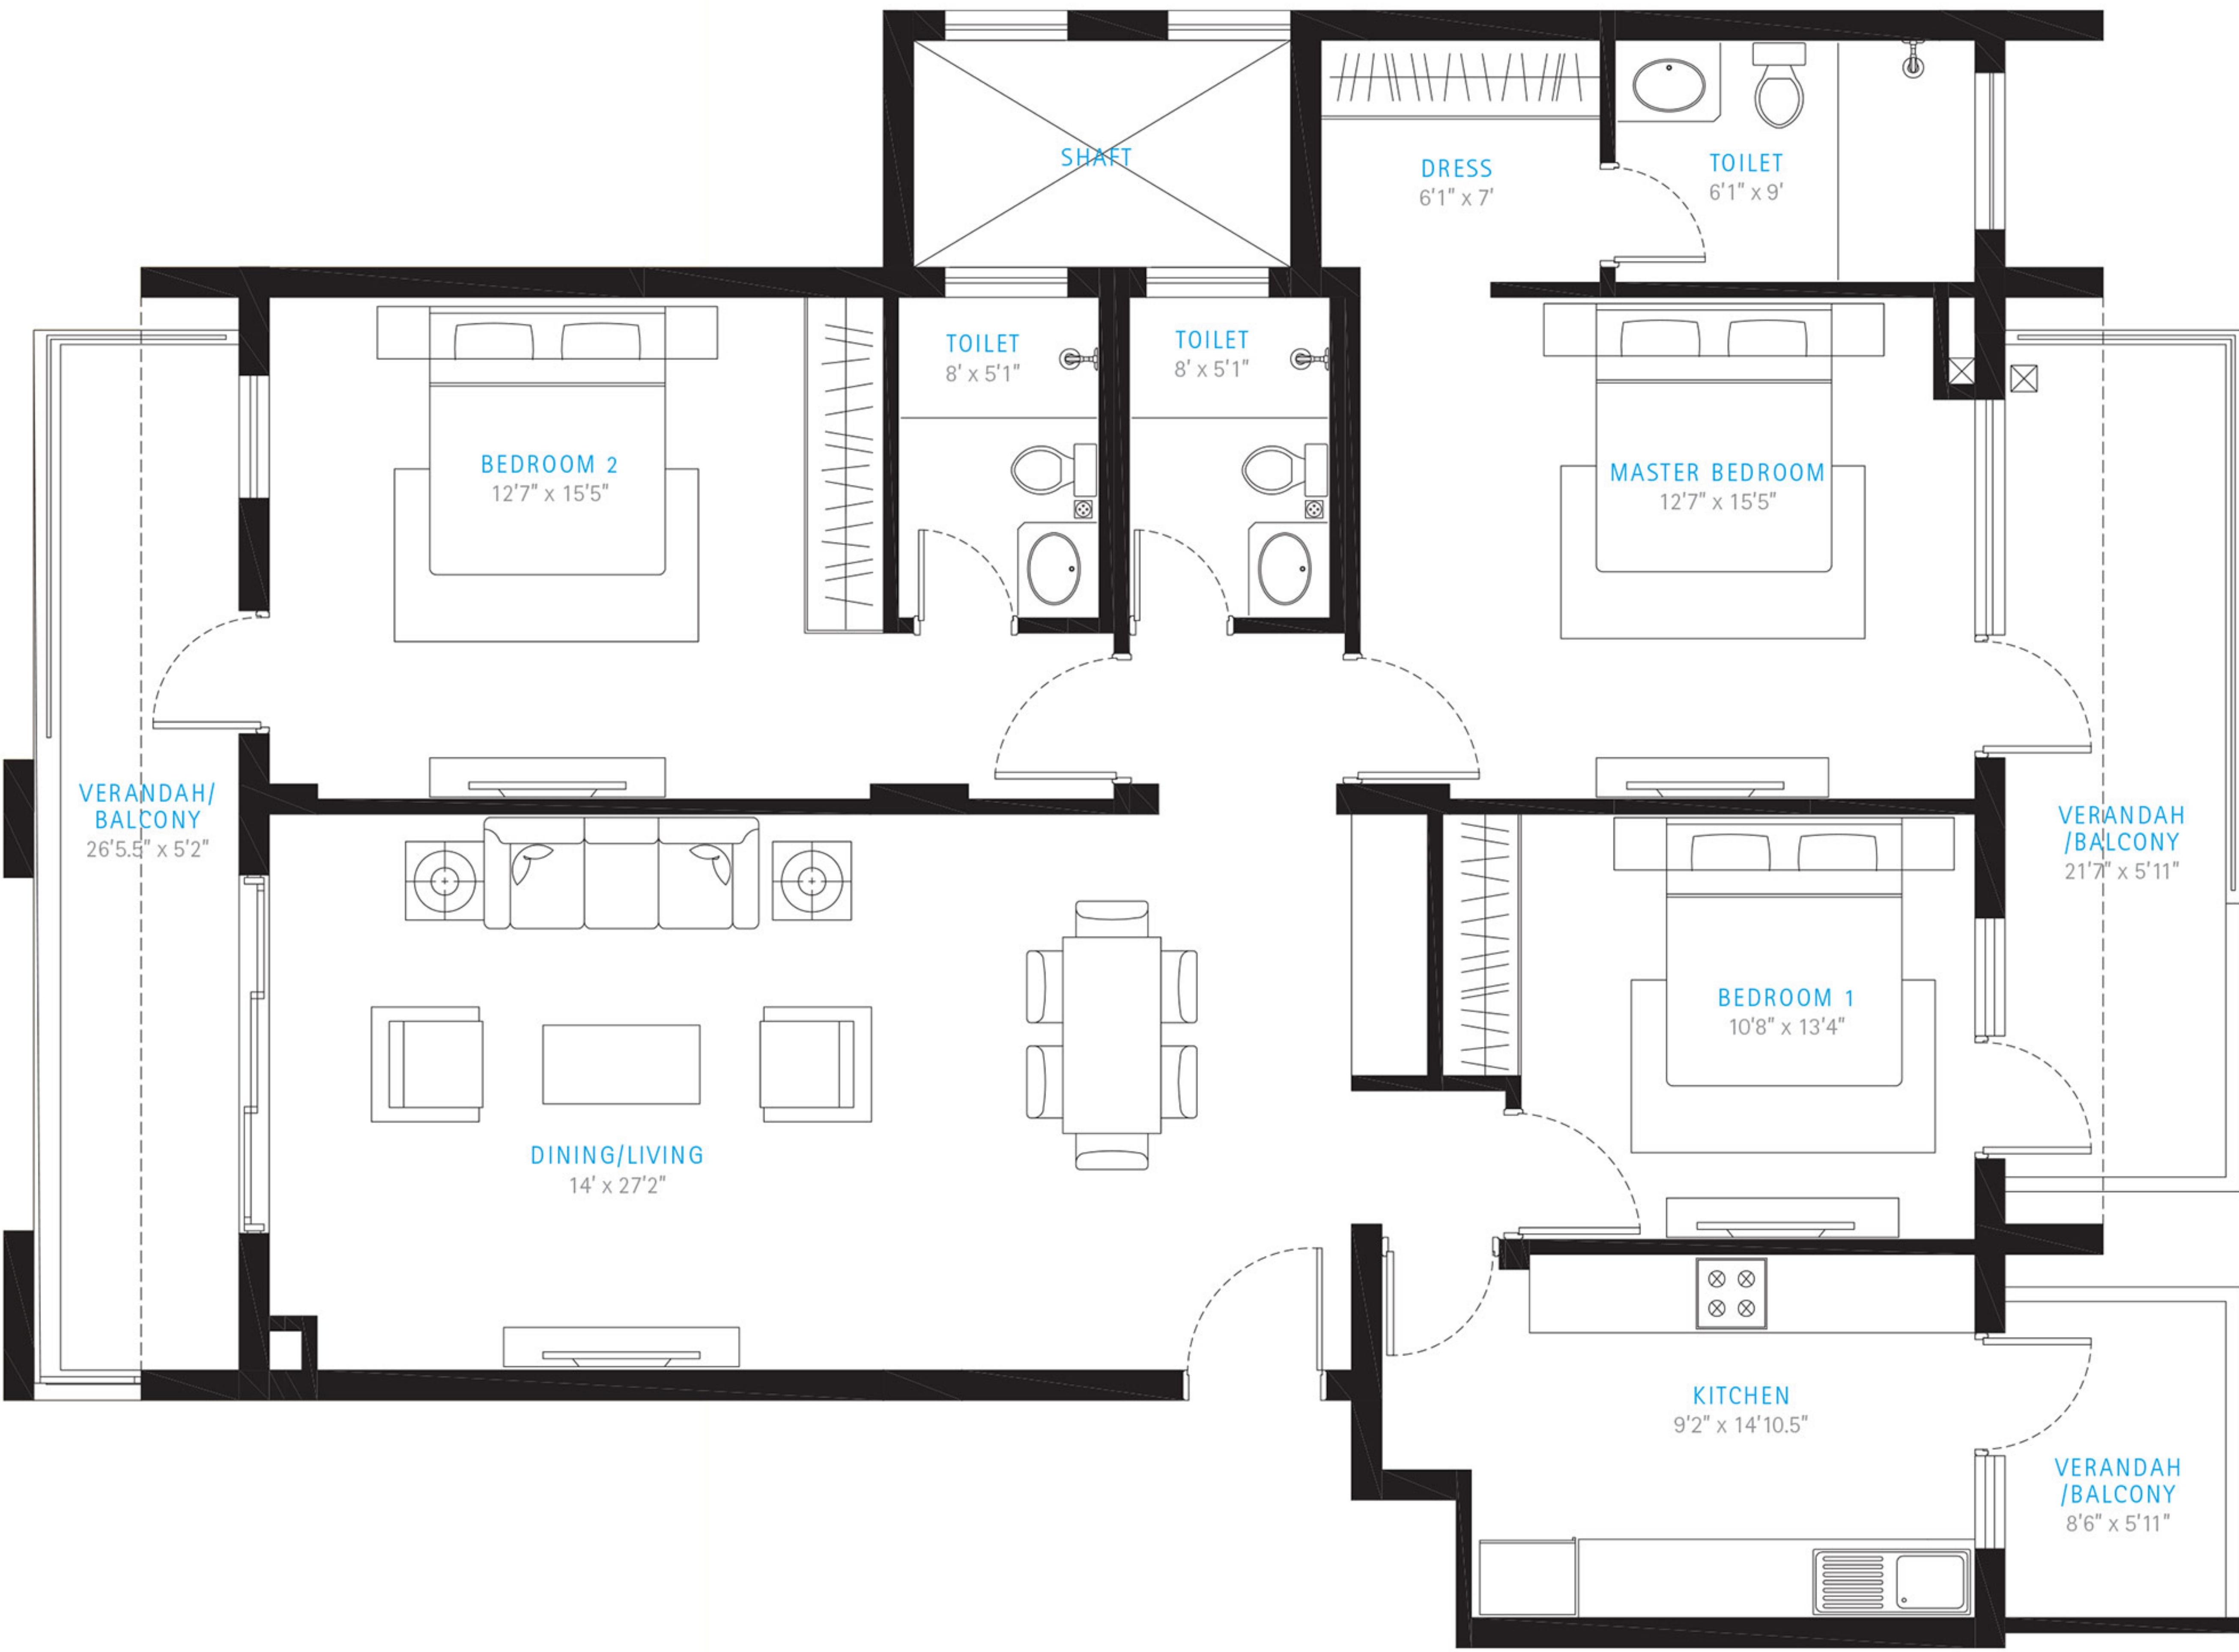 SHAFT
DRESS
6'1" x 7'
TOILET
6'1" x 9'
TOILET
8' x 5'1"
TOILET
8' x 5'1"
BEDROOM 2
12'7" x 15'5"
MASTER BEDROOM
12'7" x 15'5"
VERANDAH/
BALCONY
26'5.5" x 5'2"
VERANDAH
/BALCONY
21'7" x 5'11"
BEDROOM 1
10'8" x 13'4"
DINING/LIVING
14' x 27'2"
KITCHEN
9'2" x 14'10.5"
VERANDAH
/BALCONY
8'6" x 5'11"